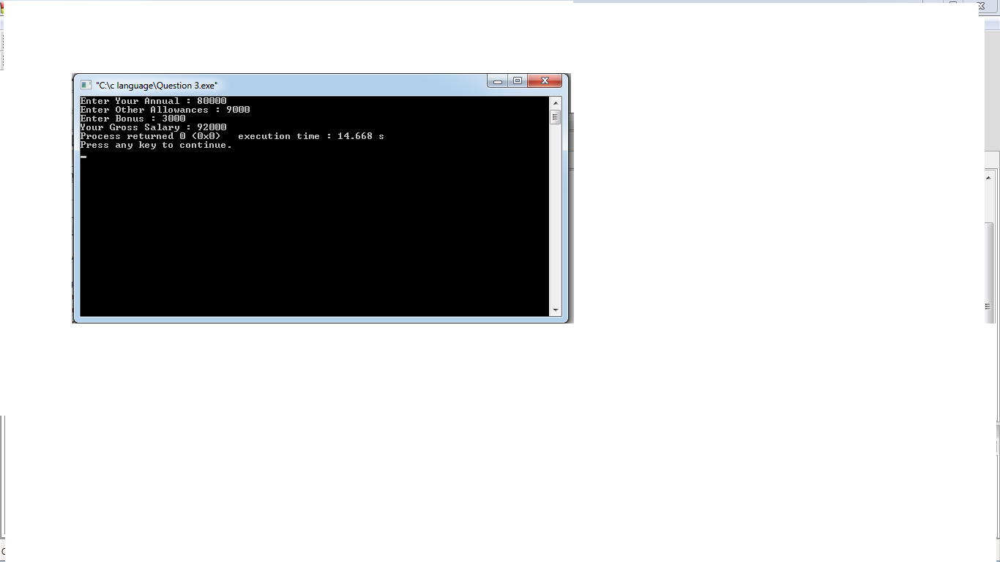 "C:\c language\Question 3.exe"
Enter Your Annual : 80000
Enter Other Allowances : 9000
Enter Bonus : 3000
Your Gross Salary : 92000
Process returned 0 (0x0)   execution time : 14.668 s
Press any key to continue.